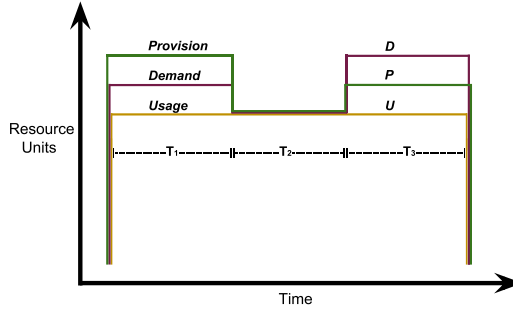 Provision
D
Demand
P
Usage
U
Resource
Units
T1
T2
T3
Time